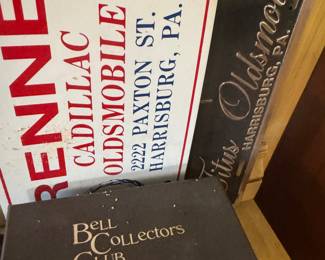 RENNE
CADILLAC
OLDSMOBILE
2222 PAXTON ST.
HARRISBURG, PA.
Titus Oldsmo
HARRISBURG, PA.
BELL
COLLECTORS
CLUB